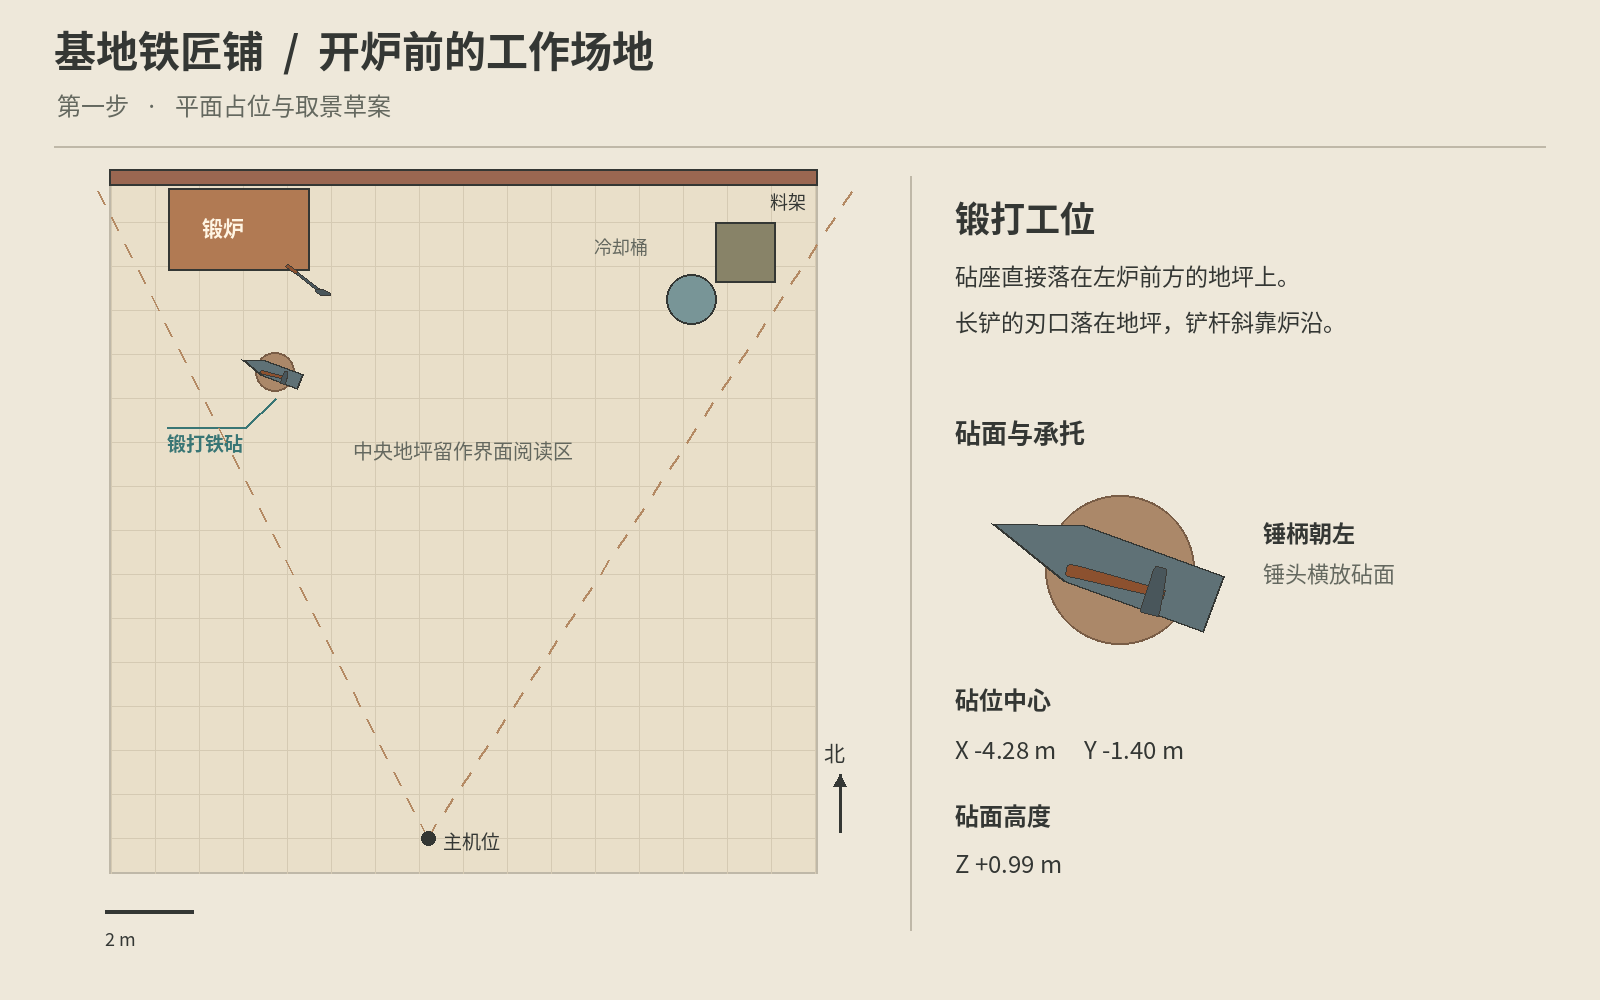 基地铁匠铺 / 开炉前的工作场地
第一步 · 平面占位与取景草案
料架
锻炉
冷却桶
锻打铁砧
中央地坪留作界面阅读区
北
主机位
2 m
锻打工位
砧座直接落在左炉前方的地坪上。
长铲的刃口落在地坪，铲杆斜靠炉沿。
砧面与承托
锤柄朝左
锤头横放砧面
砧位中心
X -4.28 m Y -1.40 m
砧面高度
Z +0.99 m